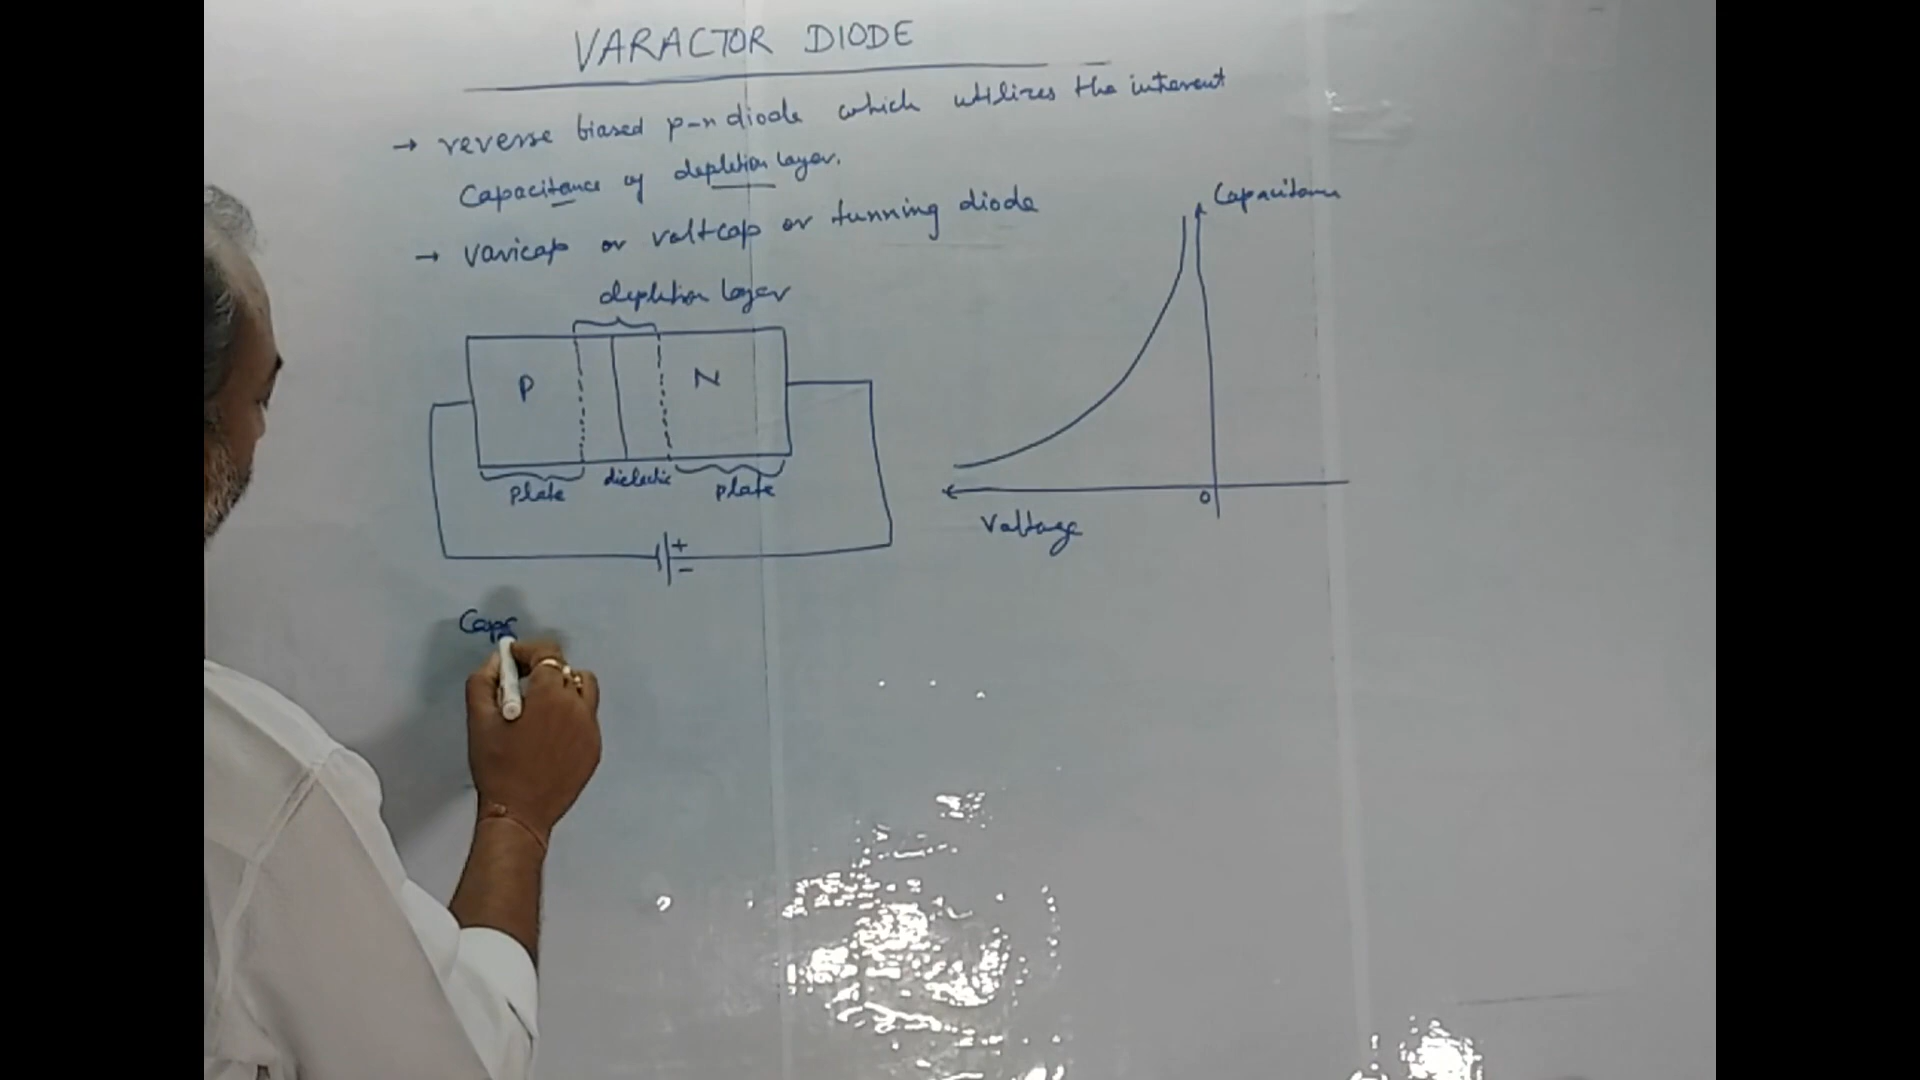 VARACTOR DIODE
→ reverse biased p-n diode which utilizes the inherent
Capacitance of depletion layer.
→ varicap or voltcap or tunning diode
depletion layer
Capacitance
P
N
plate
dielectric
plate
0
Voltage
+
-
Capa